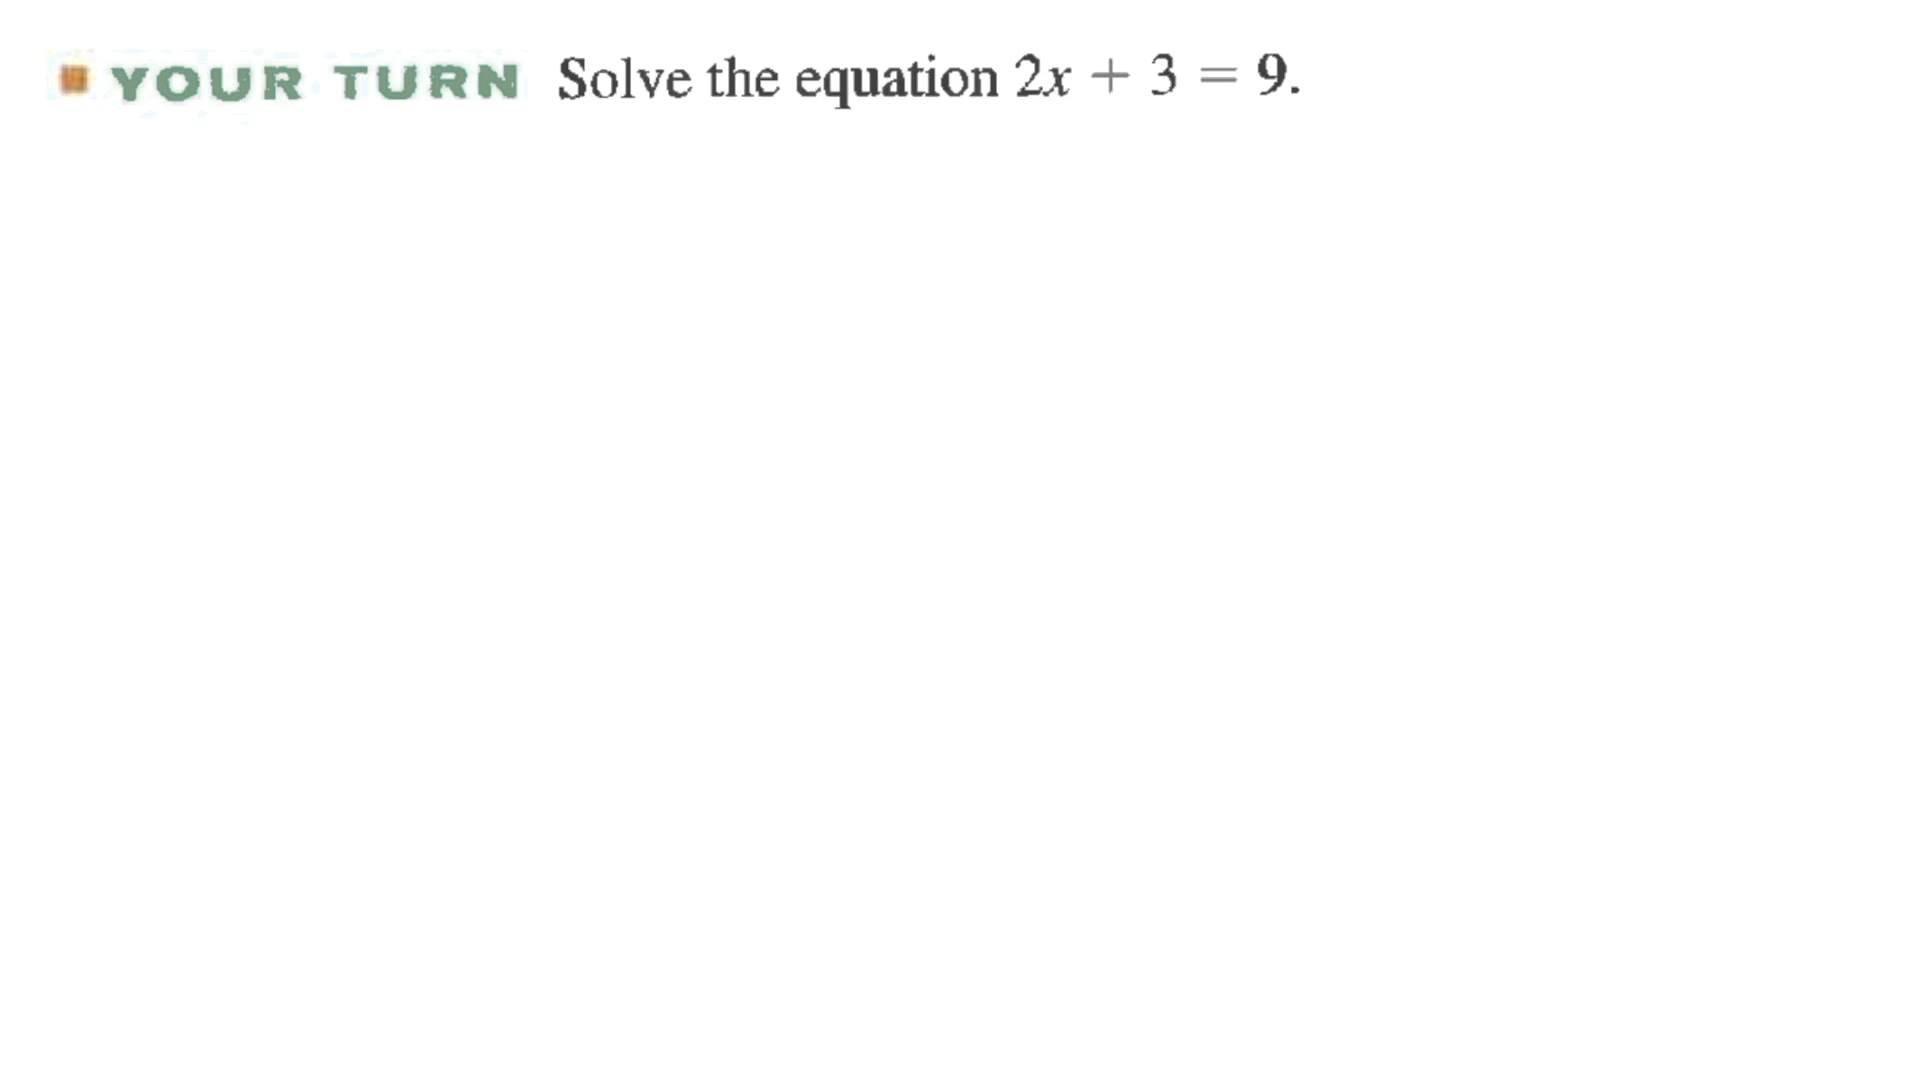 YOUR TURN Solve the equation 2x + 3 = 9.